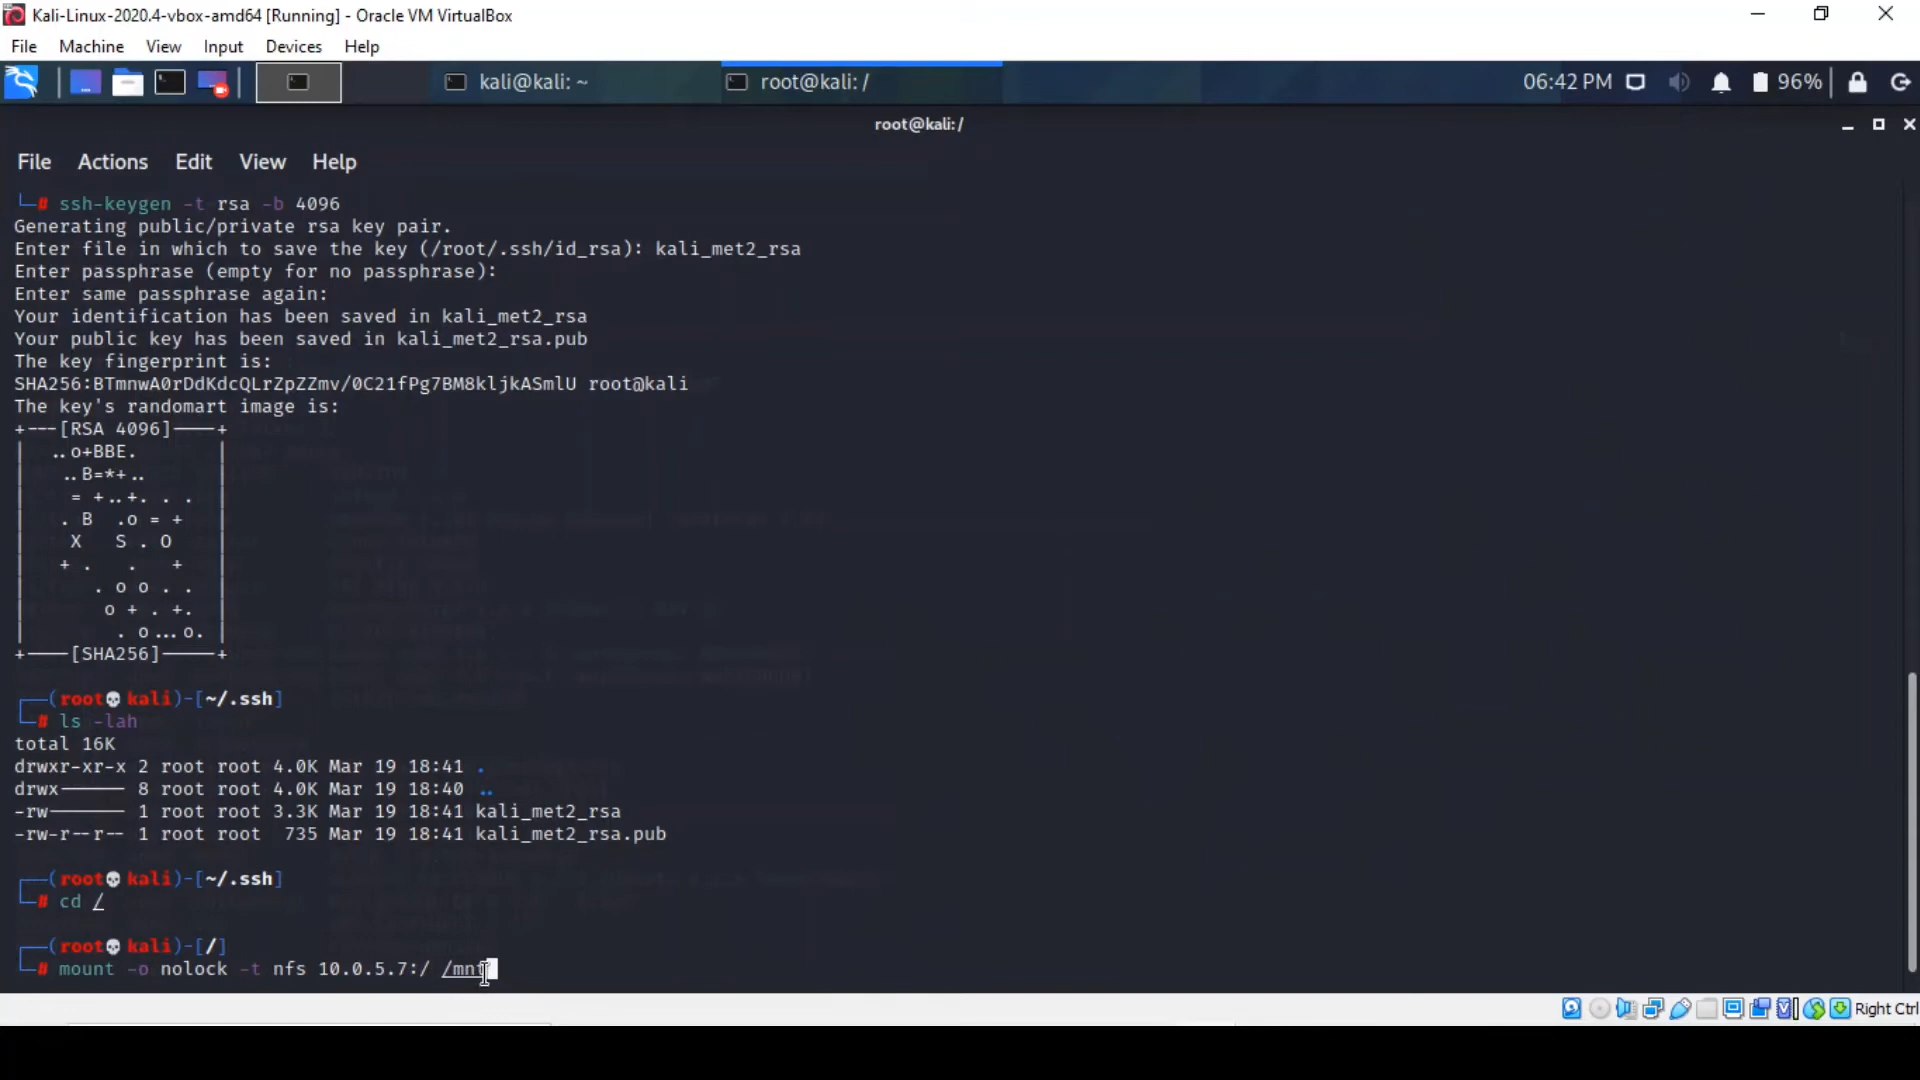 Kali-Linux-2020.4-vbox-amd64 [Running] - Oracle VM VirtualBox
File Machine View Input Devices Help
kali@kali: ~ root@kali: / 06:42 PM 96%
root@kali:/
File Actions Edit View Help
└─# ssh-keygen -t rsa -b 4096
Generating public/private rsa key pair.
Enter file in which to save the key (/root/.ssh/id_rsa): kali_met2_rsa
Enter passphrase (empty for no passphrase):
Enter same passphrase again:
Your identification has been saved in kali_met2_rsa
Your public key has been saved in kali_met2_rsa.pub
The key fingerprint is:
SHA256:BTmnwA0rDdKdcQLrZpZZmv/0C21fPg7BM8kljkASmlU root@kali
The key's randomart image is:
+---[RSA 4096]----+
|   ..o+BBE.      |
|    ..B=*+..     |
|     = +..+. . . |
|    . B  .o = +  |
|     X   S . O   |
|    + .   .   +  |
|       . o o . . |
|        o + . +. |
|         . o...o. |
+----[SHA256]-----+
┌──(root💀kali)-[~/.ssh]
└─# ls -lah
total 16K
drwxr-xr-x 2 root root 4.0K Mar 19 18:41 .
drwx------ 8 root root 4.0K Mar 19 18:40 ..
-rw------- 1 root root 3.3K Mar 19 18:41 kali_met2_rsa
-rw-r--r-- 1 root root  735 Mar 19 18:41 kali_met2_rsa.pub
┌──(root💀kali)-[~/.ssh]
└─# cd /
┌──(root💀kali)-[/]
└─# mount -o nolock -t nfs 10.0.5.7:/ /mnt
Right Ctrl